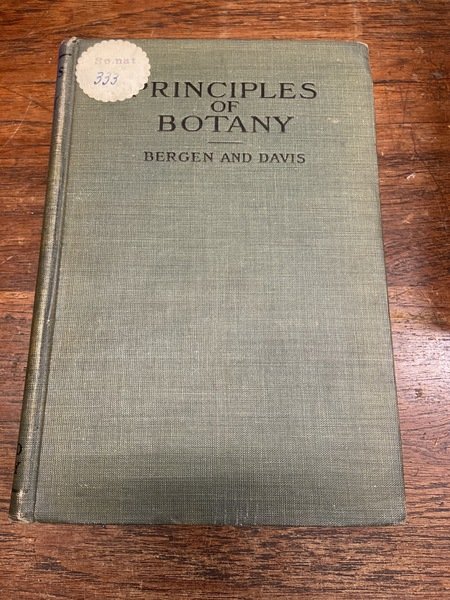 So.nat
333
PRINCIPLES
OF
BOTANY
BERGEN AND DAVIS